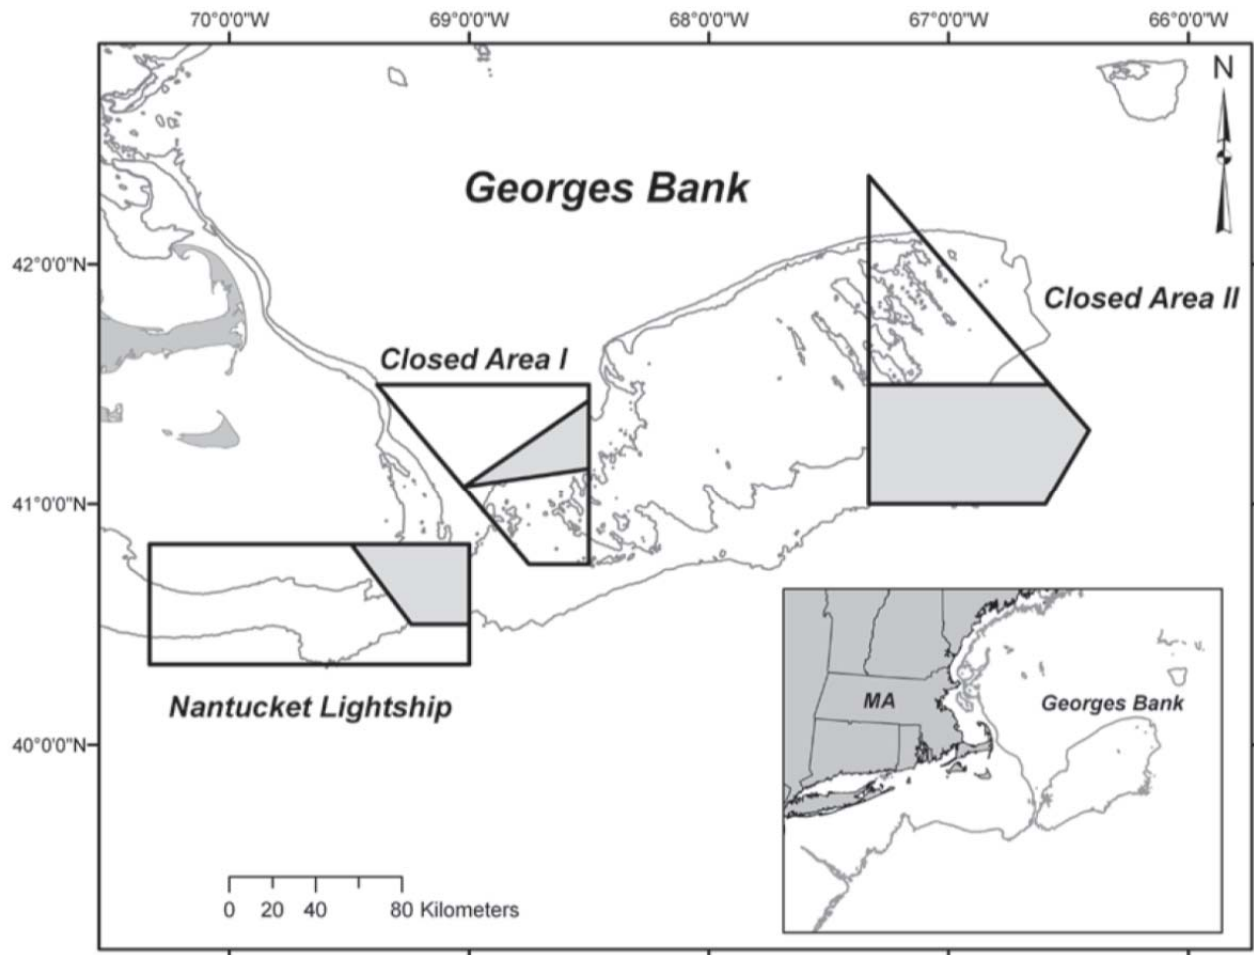 70°0'0"W 69°0'0"W 68°0'0"W 67°0'0"W 66°0'0"W
N
Georges Bank
42°0'0"N
Closed Area II
Closed Area I
41°0'0"N
Nantucket Lightship
MA
Georges Bank
40°0'0"N
0 20 40 80 Kilometers